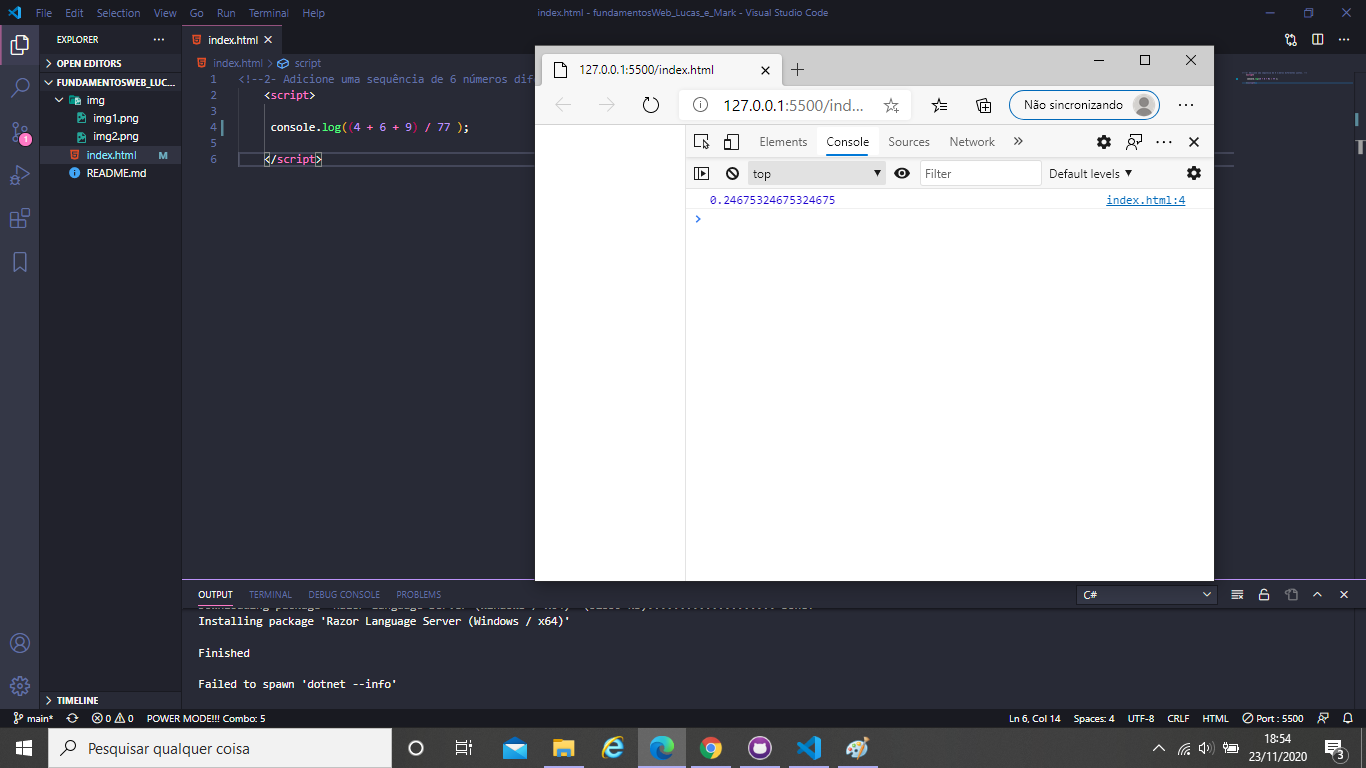 File Edit Selection View Go Run Terminal Help
index.html - fundamentosWeb_Lucas_e_Mark - Visual Studio Code
EXPLORER
OPEN EDITORS
FUNDAMENTOSWEB_LUC...
img
img1.png
img2.png
index.html M
README.md
TIMELINE
1
index.html
index.html > script
1 <!--2- Adicione uma sequência de 6 números dif
2 <script>
3
4 console.log((4 + 6 + 9) / 77 );
5
6 </script>
127.0.0.1:5500/index.html
127.0.0.1:5500/ind...
Não sincronizando
Elements Console Sources Network
top
Filter
Default levels
0.24675324675324675 index.html:4
OUTPUT TERMINAL DEBUG CONSOLE PROBLEMS
C#
Installing package 'Razor Language Server (Windows / x64)'
Finished
Failed to spawn 'dotnet --info'
main* 0 0 POWER MODE!!! Combo: 5
Ln 6, Col 14 Spaces: 4 UTF-8 CRLF HTML Port : 5500
Pesquisar qualquer coisa
18:54
23/11/2020
3